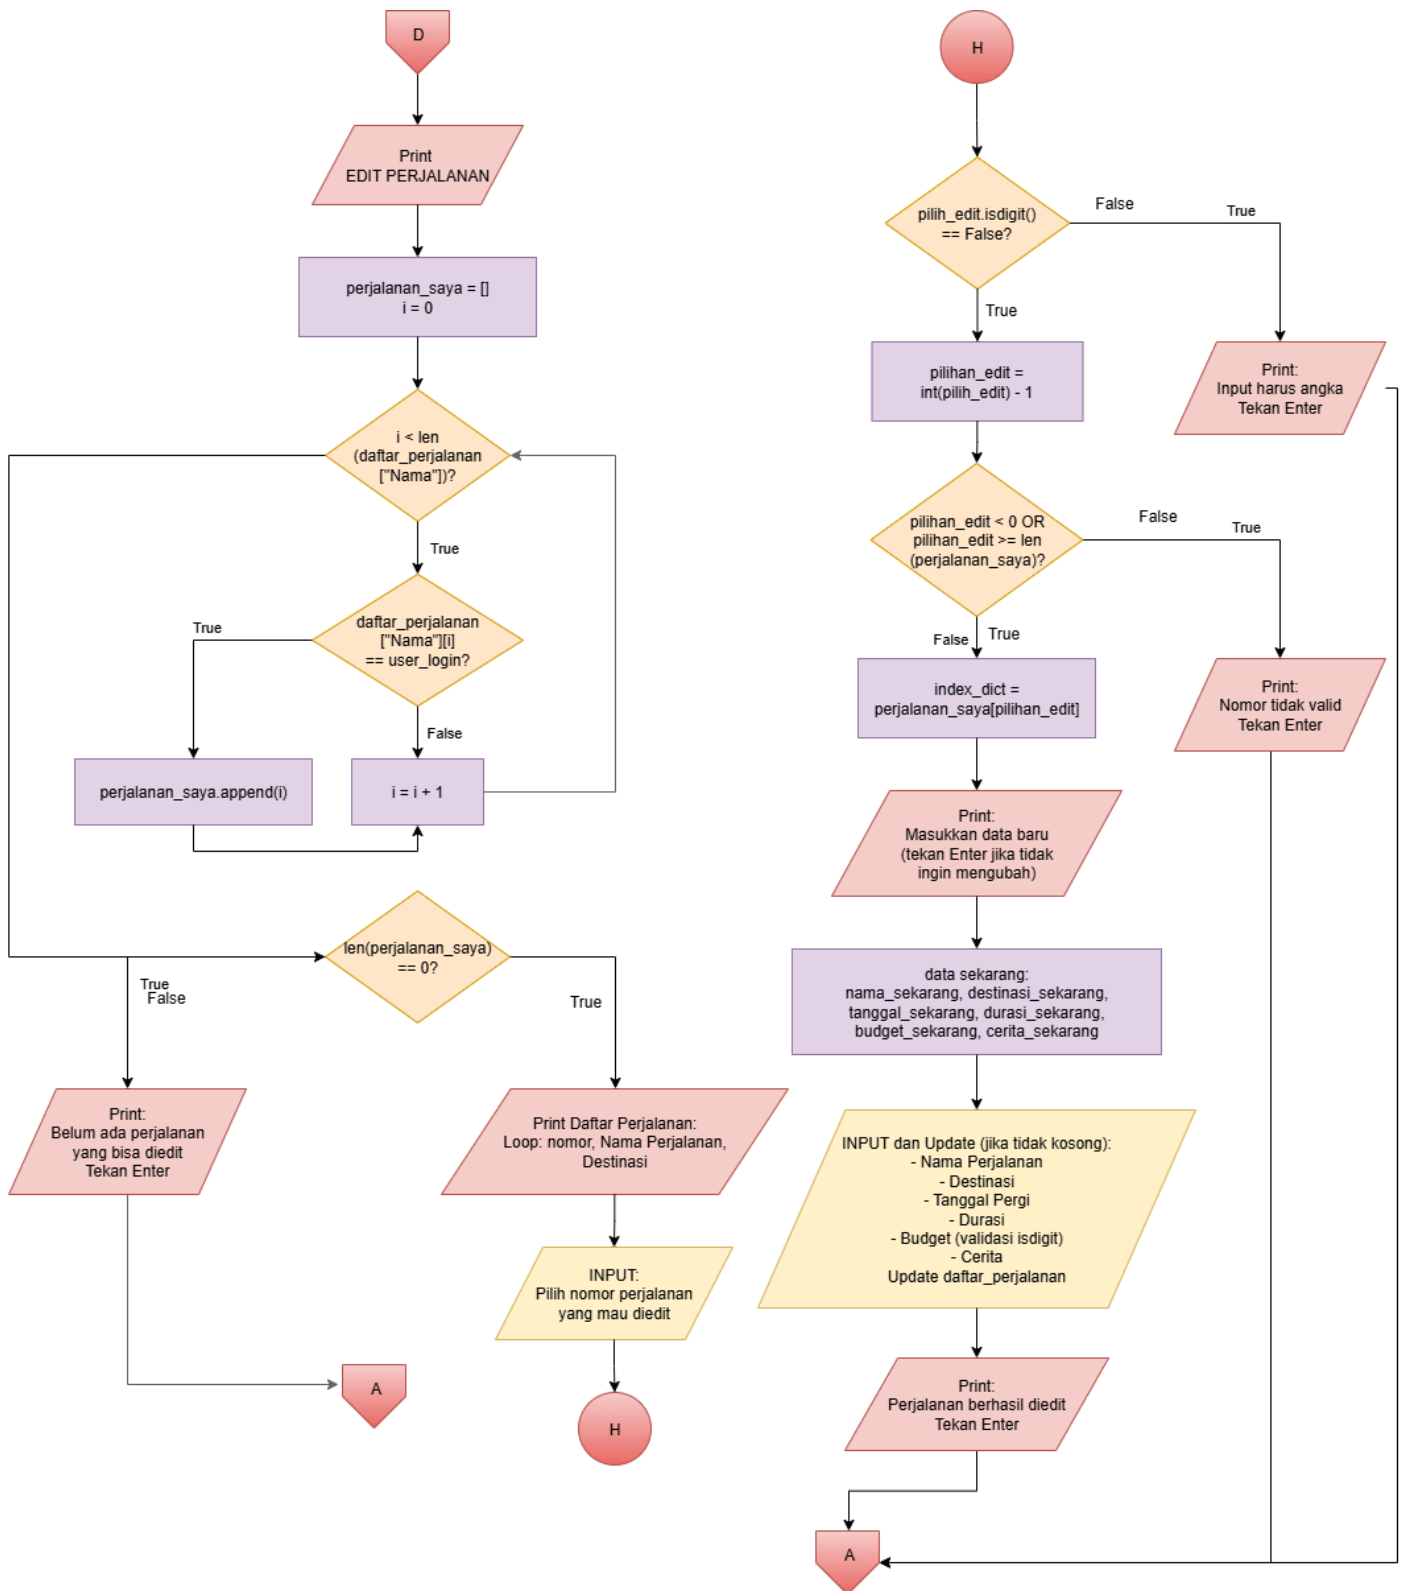 D
Print
EDIT PERJALANAN
perjalanan_saya = []
i = 0
i < len
(daftar_perjalanan
["Nama"])?
True
daftar_perjalanan
["Nama"][i]
== user_login?
True
False
perjalanan_saya.append(i)
i = i + 1
len(perjalanan_saya)
== 0?
True
False
True
Print:
Belum ada perjalanan
yang bisa diedit
Tekan Enter
Print Daftar Perjalanan:
Loop: nomor, Nama Perjalanan,
Destinasi
INPUT:
Pilih nomor perjalanan
yang mau diedit
A
H
H
pilih_edit.isdigit()
== False?
False
True
True
pilihan_edit =
int(pilih_edit) - 1
Print:
Input harus angka
Tekan Enter
pilihan_edit < 0 OR
pilihan_edit >= len
(perjalanan_saya)?
False
True
False
True
index_dict =
perjalanan_saya[pilihan_edit]
Print:
Nomor tidak valid
Tekan Enter
Print:
Masukkan data baru
(tekan Enter jika tidak
ingin mengubah)
data sekarang:
nama_sekarang, destinasi_sekarang,
tanggal_sekarang, durasi_sekarang,
budget_sekarang, cerita_sekarang
INPUT dan Update (jika tidak kosong):
- Nama Perjalanan
- Destinasi
- Tanggal Pergi
- Durasi
- Budget (validasi isdigit)
- Cerita
Update daftar_perjalanan
Print:
Perjalanan berhasil diedit
Tekan Enter
A